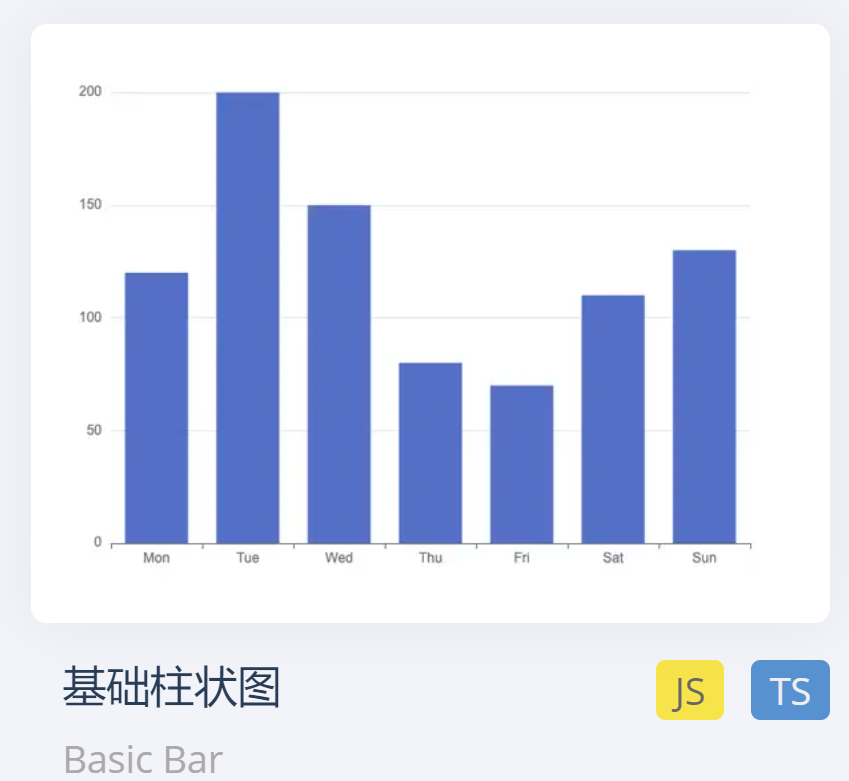 200
150
100
50
0
Mon Tue Wed Thu Fri Sat Sun
基础柱状图
JS TS
Basic Bar